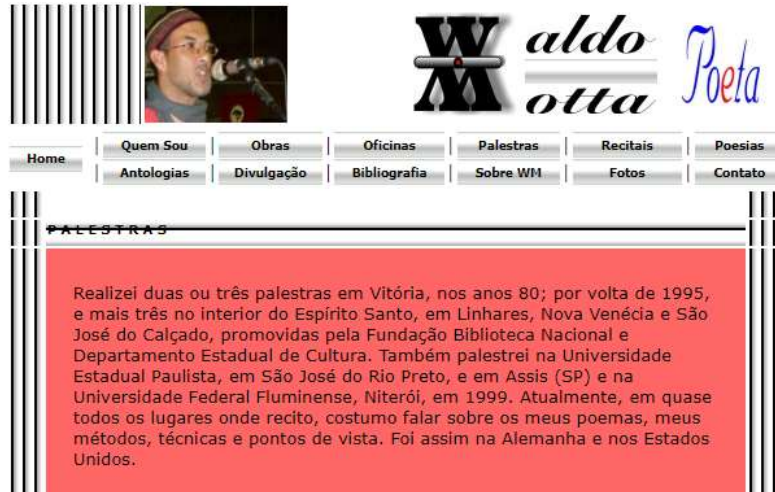 Waldo
Motta
Poeta
Home
Quem Sou
Obras
Oficinas
Palestras
Recitais
Poesias
Antologias
Divulgação
Bibliografia
Sobre WM
Fotos
Contato
PALESTRAS
Realizei duas ou três palestras em Vitória, nos anos 80; por volta de 1995,
e mais três no interior do Espírito Santo, em Linhares, Nova Venécia e São
José do Calçado, promovidas pela Fundação Biblioteca Nacional e
Departamento Estadual de Cultura. Também palestrei na Universidade
Estadual Paulista, em São José do Rio Preto, e em Assis (SP) e na
Universidade Federal Fluminense, Niterói, em 1999. Atualmente, em quase
todos os lugares onde recito, costumo falar sobre os meus poemas, meus
métodos, técnicas e pontos de vista. Foi assim na Alemanha e nos Estados
Unidos.